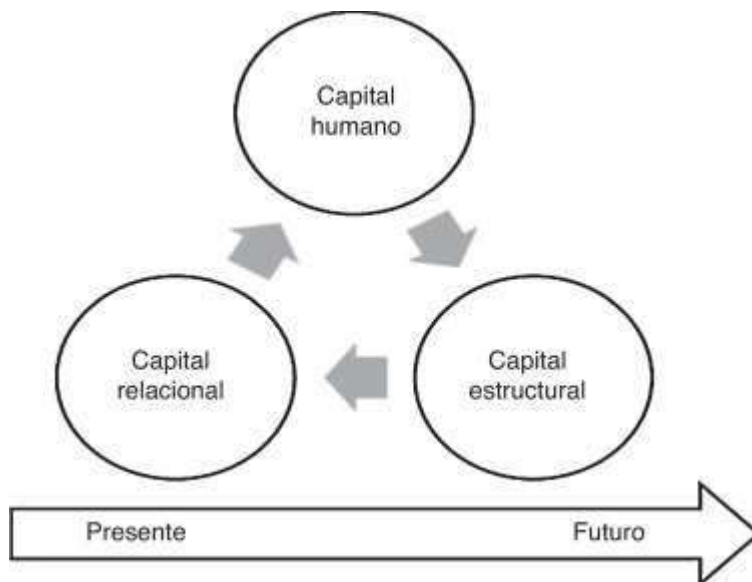 Capital
humano
Capital
relacional
Capital
estructural
Presente
Futuro